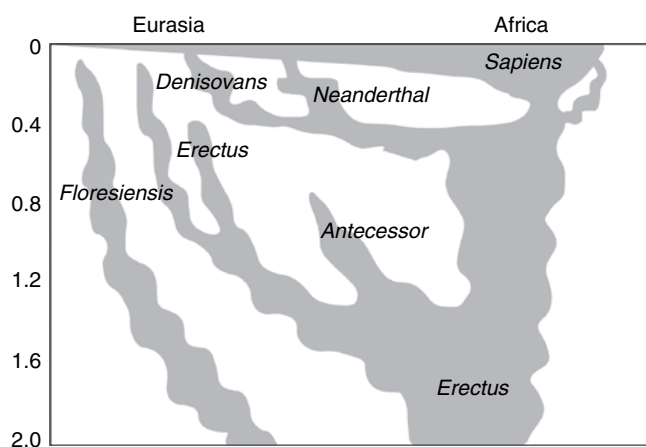 Eurasia Africa
0
Sapiens
Denisovans
Neanderthal
0.4
Erectus
Floresiensis
0.8
Antecessor
1.2
1.6
Erectus
2.0